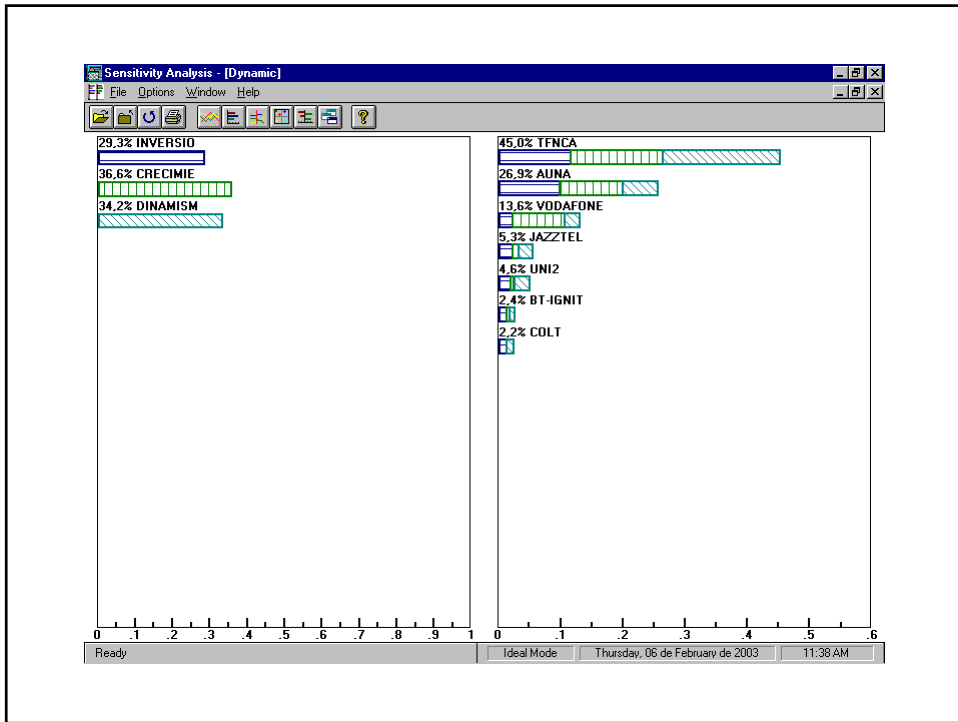 Sensitivity Analysis - [Dynamic]
File Options Window Help
29,3% INVERSIO
36,6% CRECIMIE
34,2% DINAMISM
0 .1 .2 .3 .4 .5 .6 .7 .8 .9 1
45,0% TFNCA
26,9% AUNA
13,6% VODAFONE
5,3% JAZZTEL
4,6% UNI2
2,4% BT-IGNIT
2,2% COLT
0 .1 .2 .3 .4 .5 .6
Ready
Ideal Mode
Thursday, 06 de February de 2003
11:38 AM